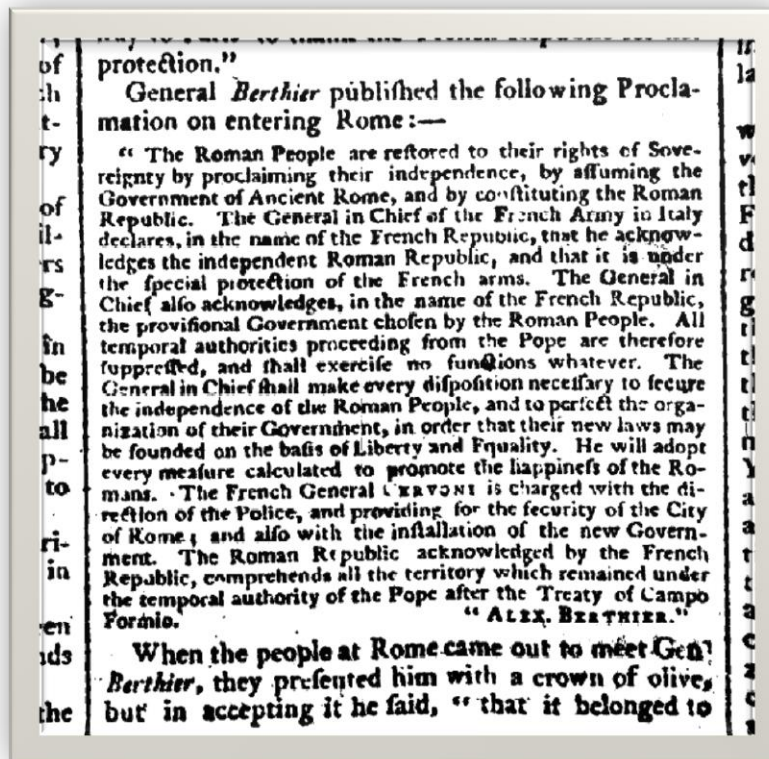 protection."
General Berthier publiſhed the following Procla-
mation on entering Rome:—
" The Roman People are reſtored to their rights of Sove-
reignty by proclaiming their independence, by aſſuming the
Government of Ancient Rome, and by conſtituting the Roman
Republic. The General in Chief of the French Army in Italy
declares, in the name of the French Republic, that he acknow-
ledges the independent Roman Republic, and that it is under
the ſpecial protection of the French arms. The General in
Chief alſo acknowledges, in the name of the French Republic,
the proviſional Government choſen by the Roman People. All
temporal authorities proceeding from the Pope are therefore
ſuppreſſed, and ſhall exerciſe no functions whatever. The
General in Chief ſhall make every diſpoſition neceſſary to ſecure
the independence of the Roman People, and to perfect the orga-
nization of their Government, in order that their new laws may
be founded on the baſis of Liberty and Equality. He will adopt
every meaſure calculated to promote the happineſs of the Ro-
mans. The French General CERVONI is charged with the di-
rection of the Police, and providing for the ſecurity of the City
of Rome; and alſo with the inſtallation of the new Govern-
ment. The Roman Republic acknowledged by the French
Republic, comprehends all the territory which remained under
the temporal authority of the Pope after the Treaty of Campo
Formio. " ALEX. BERTHIER."
When the people at Rome came out to meet Gen'
Berthier, they preſented him with a crown of olive,
but in accepting it he ſaid, " that it belonged to